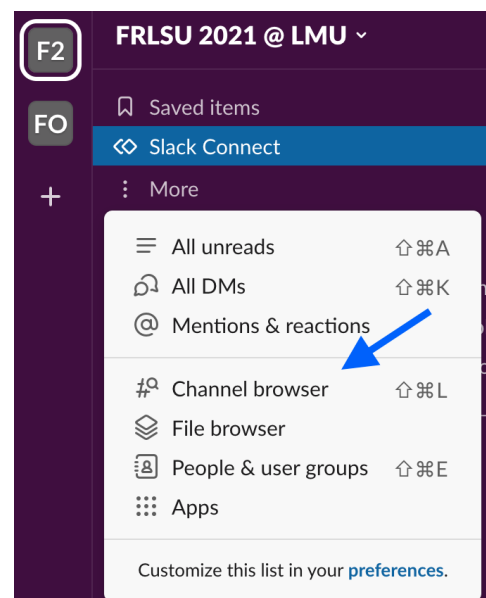 F2
FRLSU 2021 @ LMU
FO
Saved items
Slack Connect
+
More
All unreads ⇧⌘A
All DMs ⇧⌘K
@ Mentions & reactions
Channel browser ⇧⌘L
File browser
People & user groups ⇧⌘E
Apps
Customize this list in your preferences.